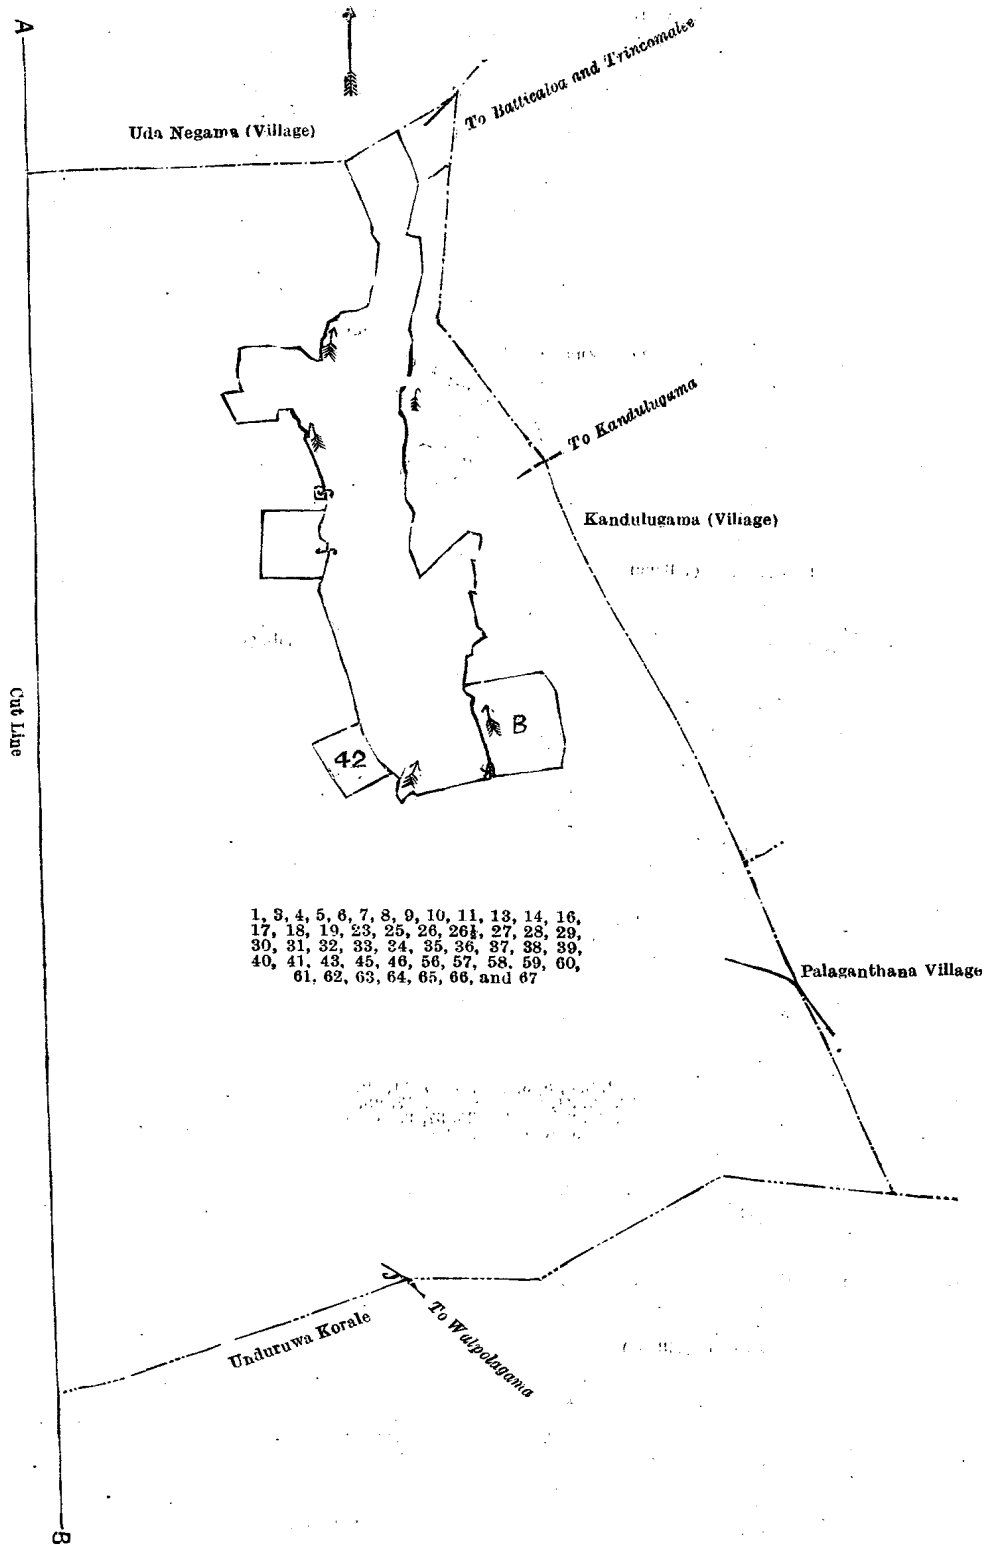 A
To Batticaloa and Trincomalee
Uda Negama (Village)
To Kandulugama
Kandulugama (Village)
Cut Line
B
42
1, 3, 4, 5, 6, 7, 8, 9, 10, 11, 13, 14, 16,
17, 18, 19, 23, 25, 26, 26½, 27, 28, 29,
30, 31, 32, 33, 34, 35, 36, 37, 38, 39,
40, 41, 43, 45, 46, 56, 57, 58, 59, 60,
61, 62, 63, 64, 65, 66, and 67
Palaganthana Village
Unduruwa Korale
To Walpolagama
B